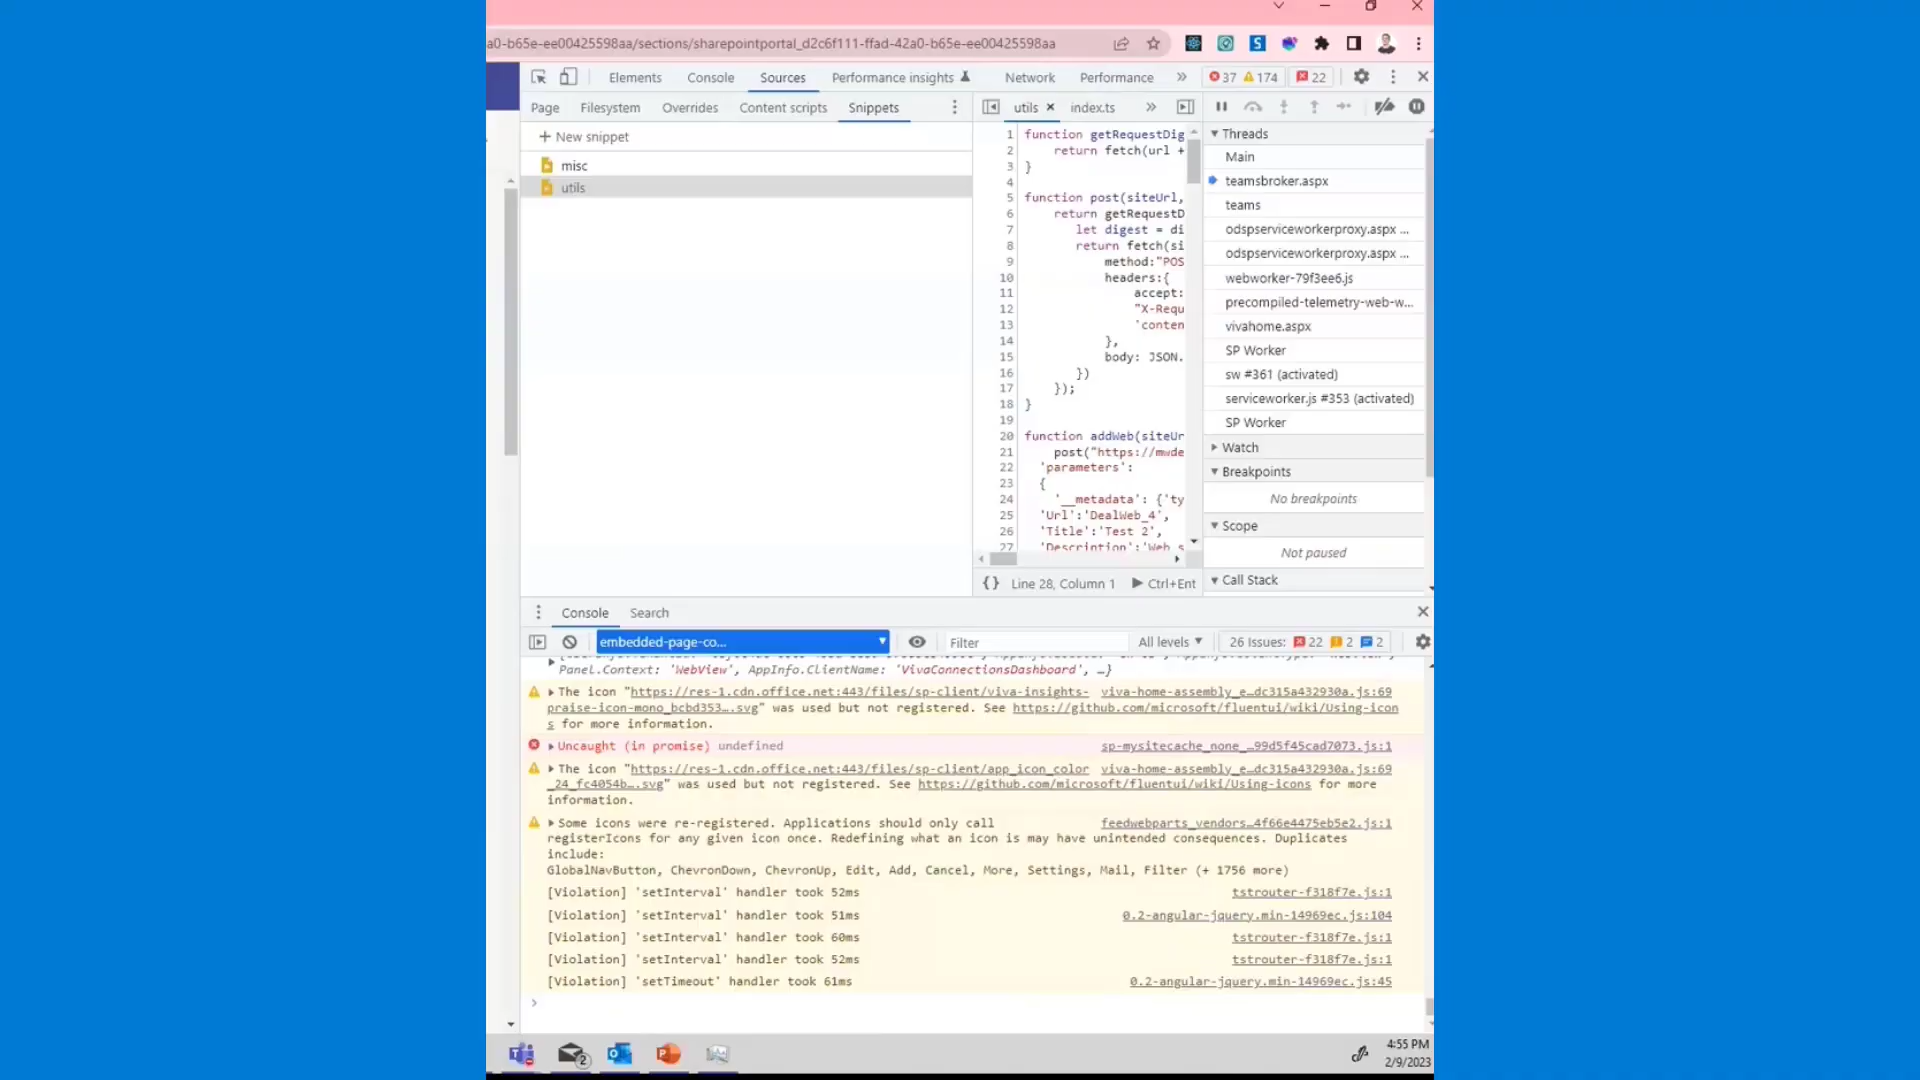 a0-b65e-ee00425598aa/sections/sharepointportal_d2c6f111-ffad-42a0-b65e-ee00425598aa
Elements Console Sources Performance insights Network Performance » 37 174 22
Page Filesystem Overrides Content scripts Snippets
utils × index.ts »
+ New snippet
misc
utils
1 function getRequestDig
2 return fetch(url +
3 }
4
5 function post(siteUrl,
6 return getRequestD
7 let digest = di
8 return fetch(si
9 method:"POS
10 headers:{
11 accept:
12 "X-Requ
13 'conten
14 },
15 body: JSON.
16 })
17 });
18 }
19
20 function addWeb(siteUr
21 post("https://mwde
22 'parameters':
23 {
24 '__metadata': {'ty
25 'Url':'DealWeb_4',
26 'Title':'Test 2',
27 'Description':'Web s
{} Line 28, Column 1 Ctrl+Ent
Threads
Main
teamsbroker.aspx
teams
odspserviceworkerproxy.aspx ...
odspserviceworkerproxy.aspx ...
webworker-79f3ee6.js
precompiled-telemetry-web-w...
vivahome.aspx
SP Worker
sw #361 (activated)
serviceworker.js #353 (activated)
SP Worker
Watch
Breakpoints
No breakpoints
Scope
Not paused
Call Stack
Console Search
embedded-page-co... Filter All levels 26 Issues: 22 2 2
Panel.Context: 'WebView', AppInfo.ClientName: 'VivaConnectionsDashboard', …}
The icon "https://res-1.cdn.office.net:443/files/sp-client/viva-insights- viva-home-assembly_e…dc315a432930a.js:69
praise-icon-mono_bcbd353….svg" was used but not registered. See https://github.com/microsoft/fluentui/wiki/Using-icon
s for more information.
Uncaught (in promise) undefined sp-mysitecache_none_…99d5f45cad7073.js:1
The icon "https://res-1.cdn.office.net:443/files/sp-client/app_icon_color viva-home-assembly_e…dc315a432930a.js:69
_24_fc4054b….svg" was used but not registered. See https://github.com/microsoft/fluentui/wiki/Using-icons for more
information.
Some icons were re-registered. Applications should only call feedwebparts_vendors…4f66e4475eb5e2.js:1
registerIcons for any given icon once. Redefining what an icon is may have unintended consequences. Duplicates
include:
GlobalNavButton, ChevronDown, ChevronUp, Edit, Add, Cancel, More, Settings, Mail, Filter (+ 1756 more)
[Violation] 'setInterval' handler took 52ms tstrouter-f318f7e.js:1
[Violation] 'setInterval' handler took 51ms 0.2-angular-jquery.min-14969ec.js:104
[Violation] 'setInterval' handler took 60ms tstrouter-f318f7e.js:1
[Violation] 'setInterval' handler took 52ms tstrouter-f318f7e.js:1
[Violation] 'setTimeout' handler took 61ms 0.2-angular-jquery.min-14969ec.js:45
2
4:55 PM
2/9/2023